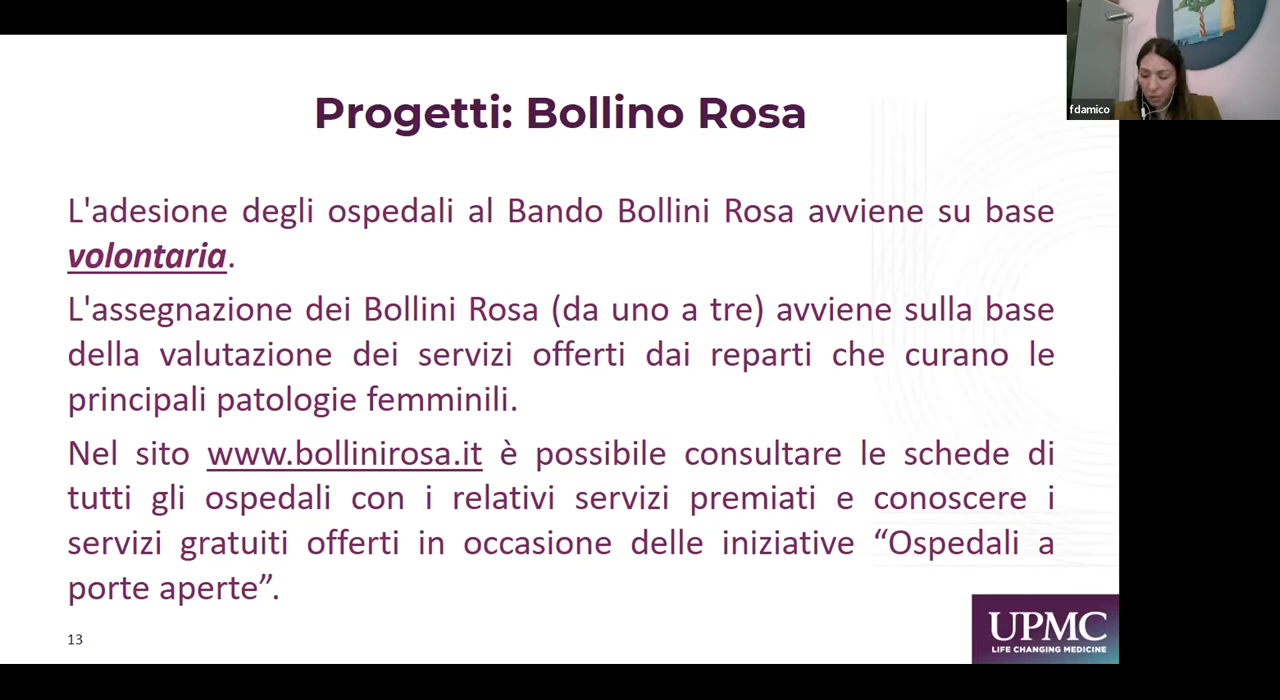 fdamico
Progetti: Bollino Rosa
L'adesione degli ospedali al Bando Bollini Rosa avviene su base
volontaria.
L'assegnazione dei Bollini Rosa (da uno a tre) avviene sulla base
della valutazione dei servizi offerti dai reparti che curano le
principali patologie femminili.
Nel sito www.bollinirosa.it è possibile consultare le schede di
tutti gli ospedali con i relativi servizi premiati e conoscere i
servizi gratuiti offerti in occasione delle iniziative “Ospedali a
porte aperte”.
13
UPMC
LIFE CHANGING MEDICINE